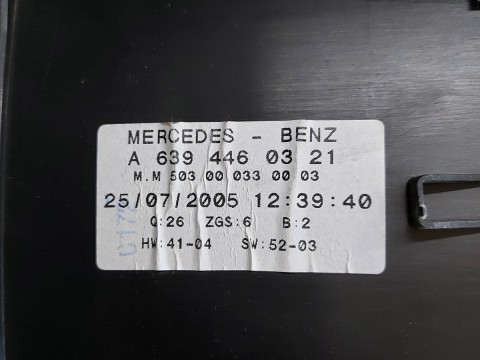 MERCEDES - BENZ
A 639 446 03 21
M.M 503 00 033 00 03
25/07/2005 12:39:40
Q:26 ZGS:6 B:2
HW:41-04 SW:52-03